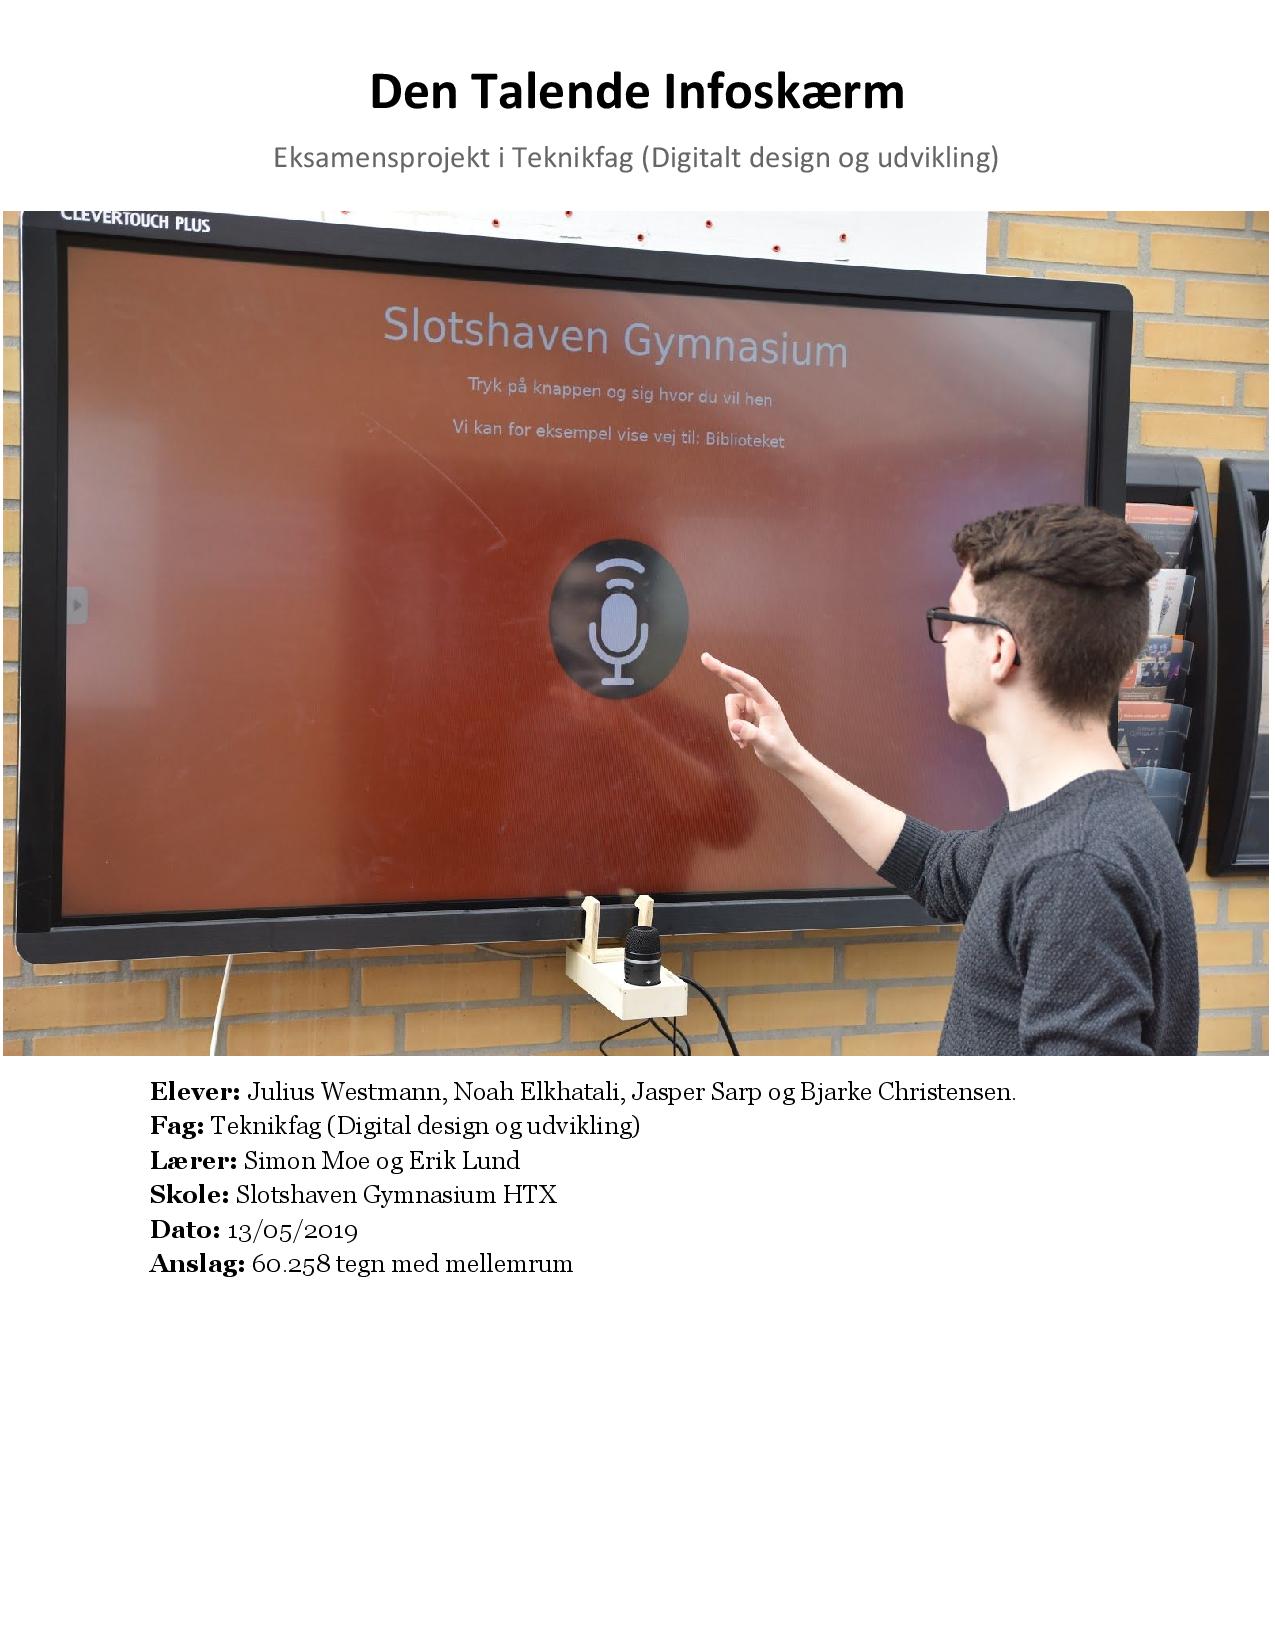 Den Talende Infoskærm
Eksamensprojekt i Teknikfag (Digitalt design og udvikling)
CLEVERTOUCH PLUS
Slotshaven Gymnasium
Tryk på knappen og sig hvor du vil hen
Vi kan for eksempel vise vej til: Biblioteket
Elever: Julius Westmann, Noah Elkhatali, Jasper Sarp og Bjarke Christensen.
Fag: Teknikfag (Digital design og udvikling)
Lærer: Simon Moe og Erik Lund
Skole: Slotshaven Gymnasium HTX
Dato: 13/05/2019
Anslag: 60.258 tegn med mellemrum